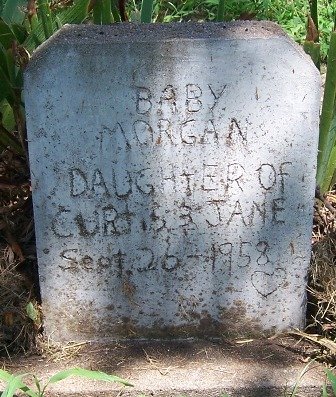 BABY
MORGAN
DAUGHTER OF
CURTIS & JANE
Sept. 26-1958